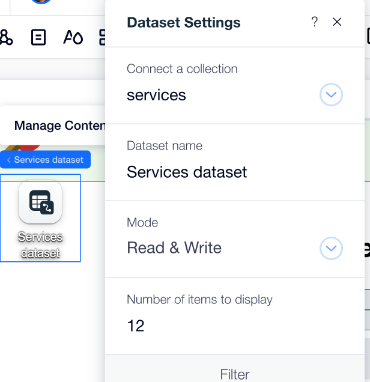 Dataset Settings
?
Connect a collection
services
Manage Conten
Dataset name
Services dataset
Services dataset
Mode
Read & Write
Services
dataset
Number of items to display
12
Filter